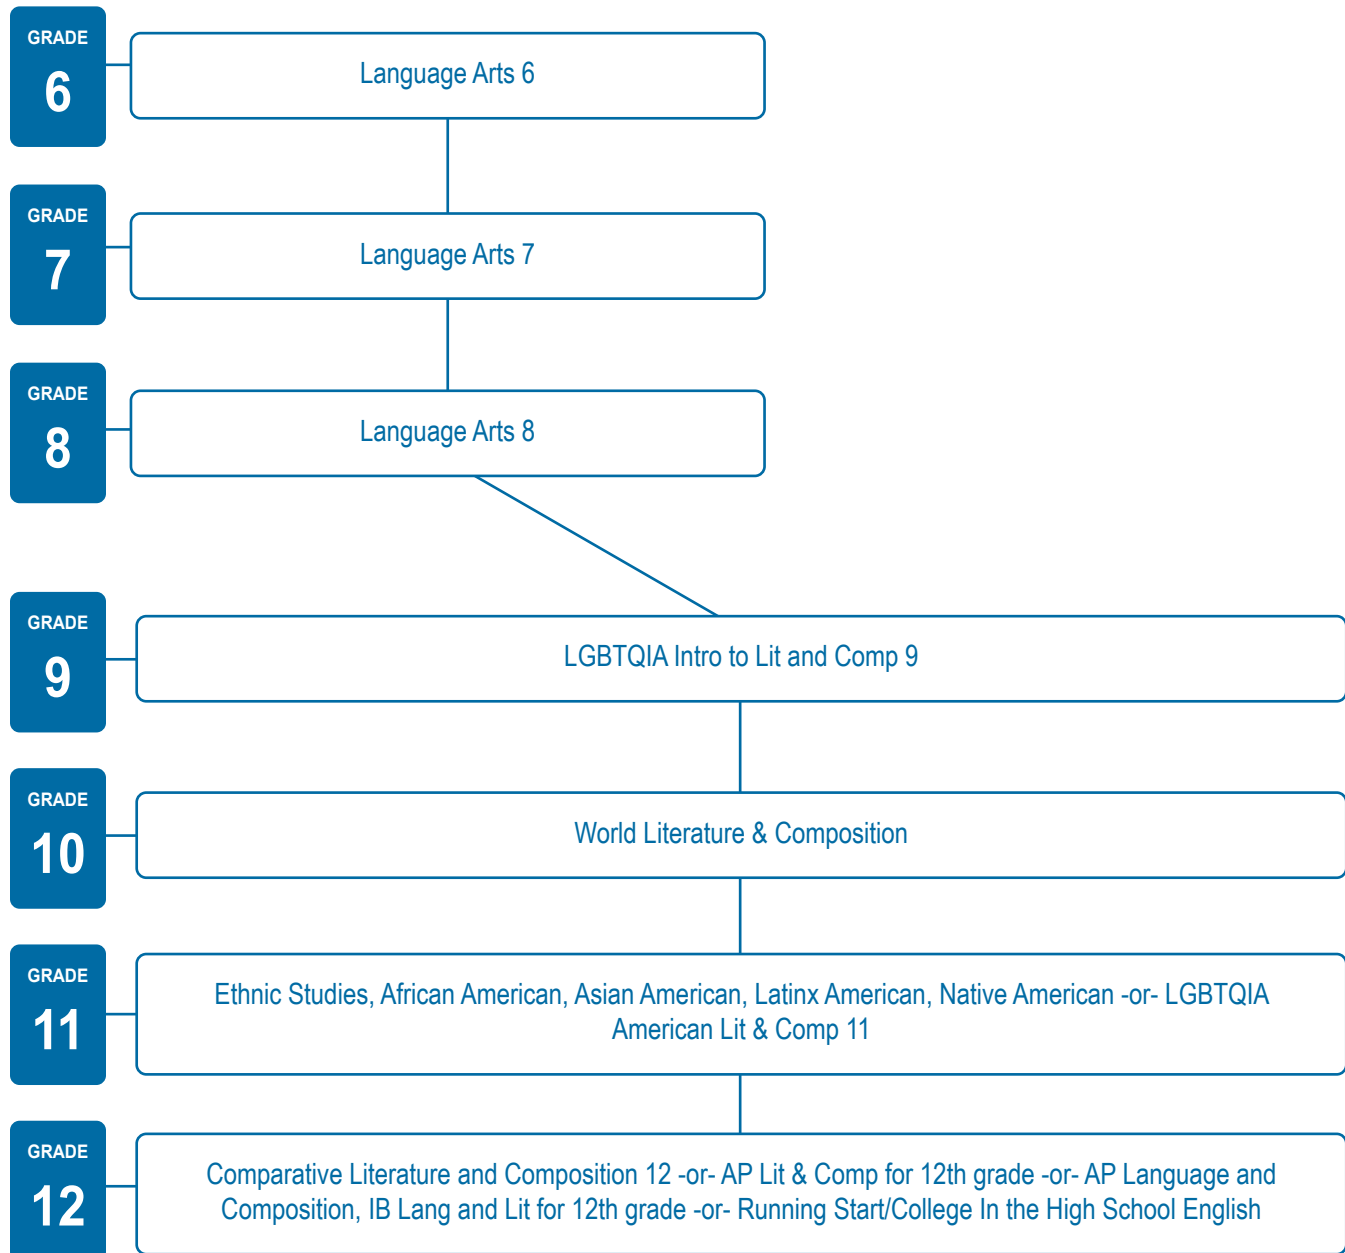 GRADE
6
Language Arts 6
GRADE
7
Language Arts 7
GRADE
8
Language Arts 8
GRADE
9
LGBTQIA Intro to Lit and Comp 9
GRADE
10
World Literature & Composition
GRADE
11
Ethnic Studies, African American, Asian American, Latinx American, Native American -or- LGBTQIA
American Lit & Comp 11
GRADE
12
Comparative Literature and Composition 12 -or- AP Lit & Comp for 12th grade -or- AP Language and
Composition, IB Lang and Lit for 12th grade -or- Running Start/College In the High School English